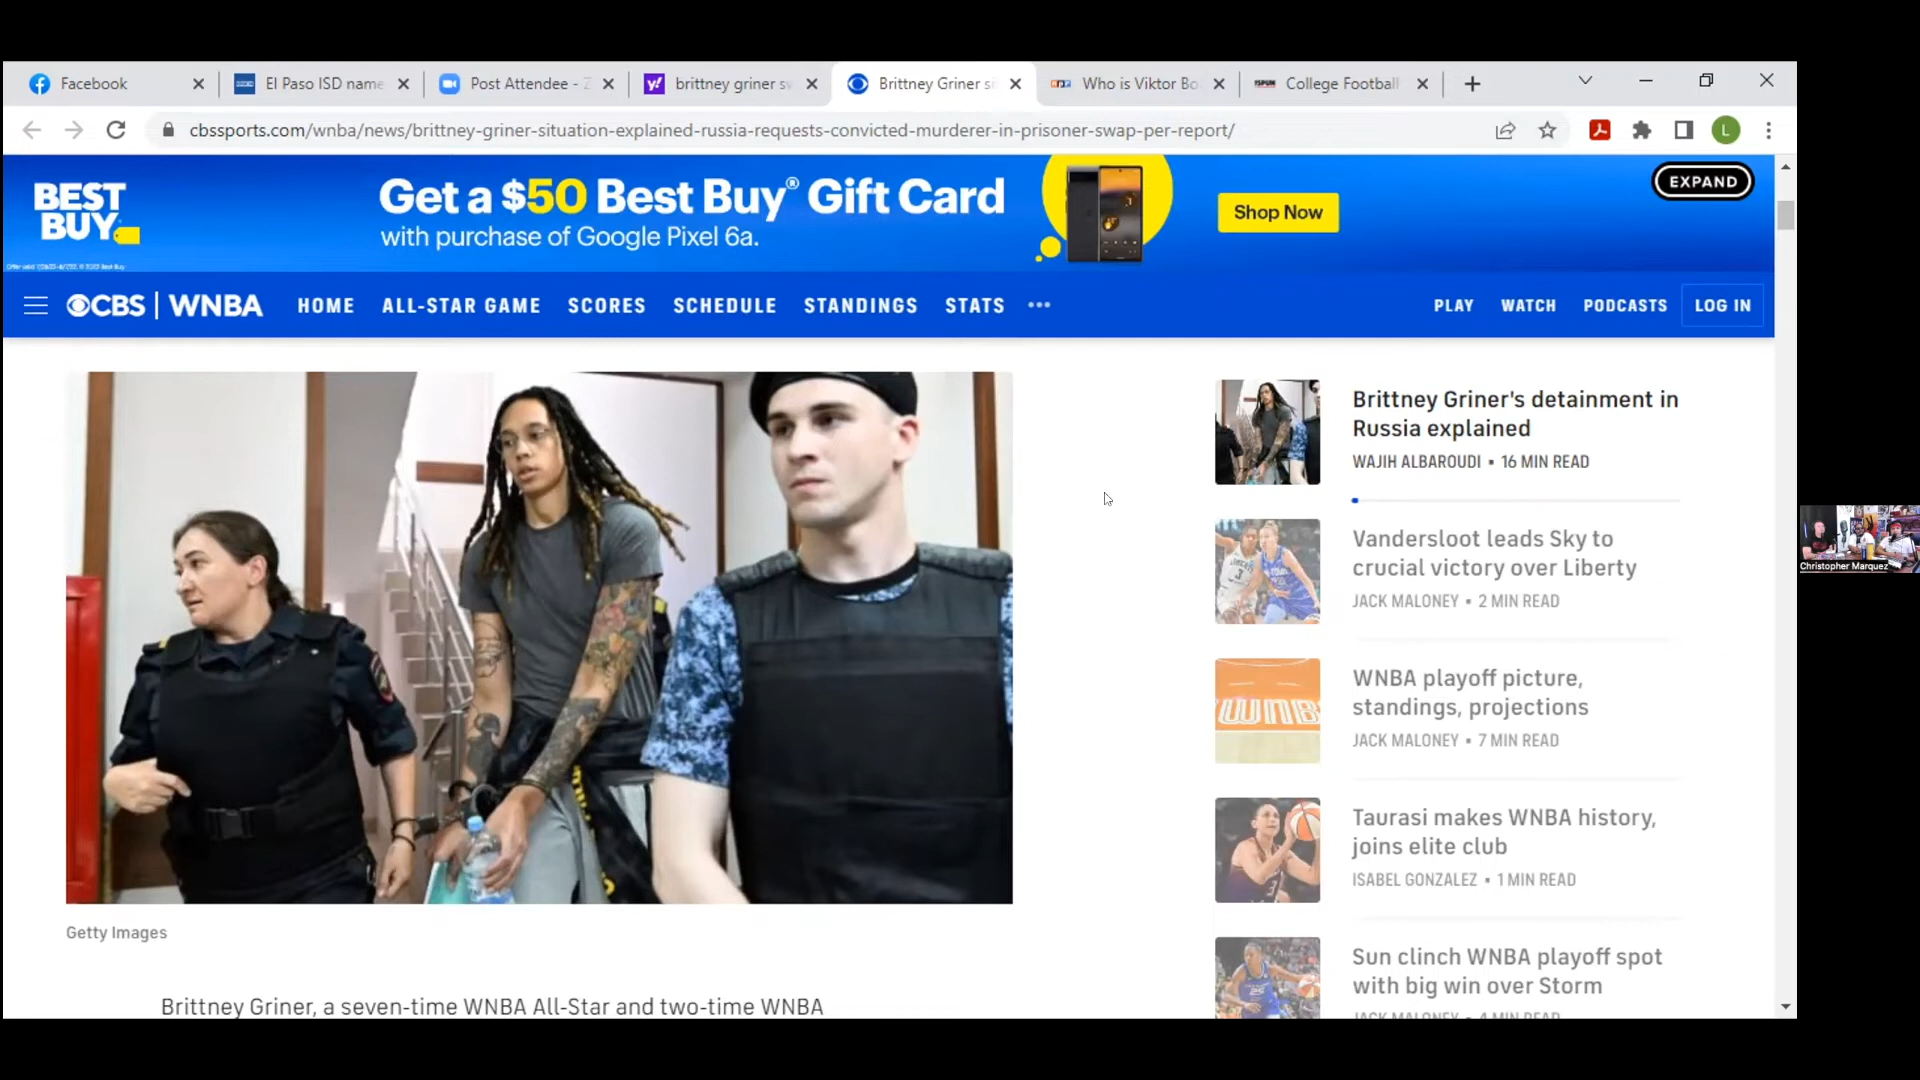 Facebook
El Paso ISD name
Post Attendee - Z
brittney griner sw
Brittney Griner si
Who is Viktor Bo
College Football
cbssports.com/wnba/news/brittney-griner-situation-explained-russia-requests-convicted-murderer-in-prisoner-swap-per-report/
L
BEST
BUY
Get a $50 Best Buy® Gift Card
with purchase of Google Pixel 6a.
Shop Now
EXPAND
CBS | WNBA
HOME
ALL-STAR GAME
SCORES
SCHEDULE
STANDINGS
STATS
PLAY
WATCH
PODCASTS
LOG IN
Brittney Griner's detainment in
Russia explained
WAJIH ALBAROUDI • 16 MIN READ
Vandersloot leads Sky to
crucial victory over Liberty
JACK MALONEY • 2 MIN READ
WNBA playoff picture,
standings, projections
JACK MALONEY • 7 MIN READ
Taurasi makes WNBA history,
joins elite club
ISABEL GONZALEZ • 1 MIN READ
Sun clinch WNBA playoff spot
with big win over Storm
JACK MALONEY • 4 MIN READ
Christopher Marquez
Getty Images
Brittney Griner, a seven-time WNBA All-Star and two-time WNBA